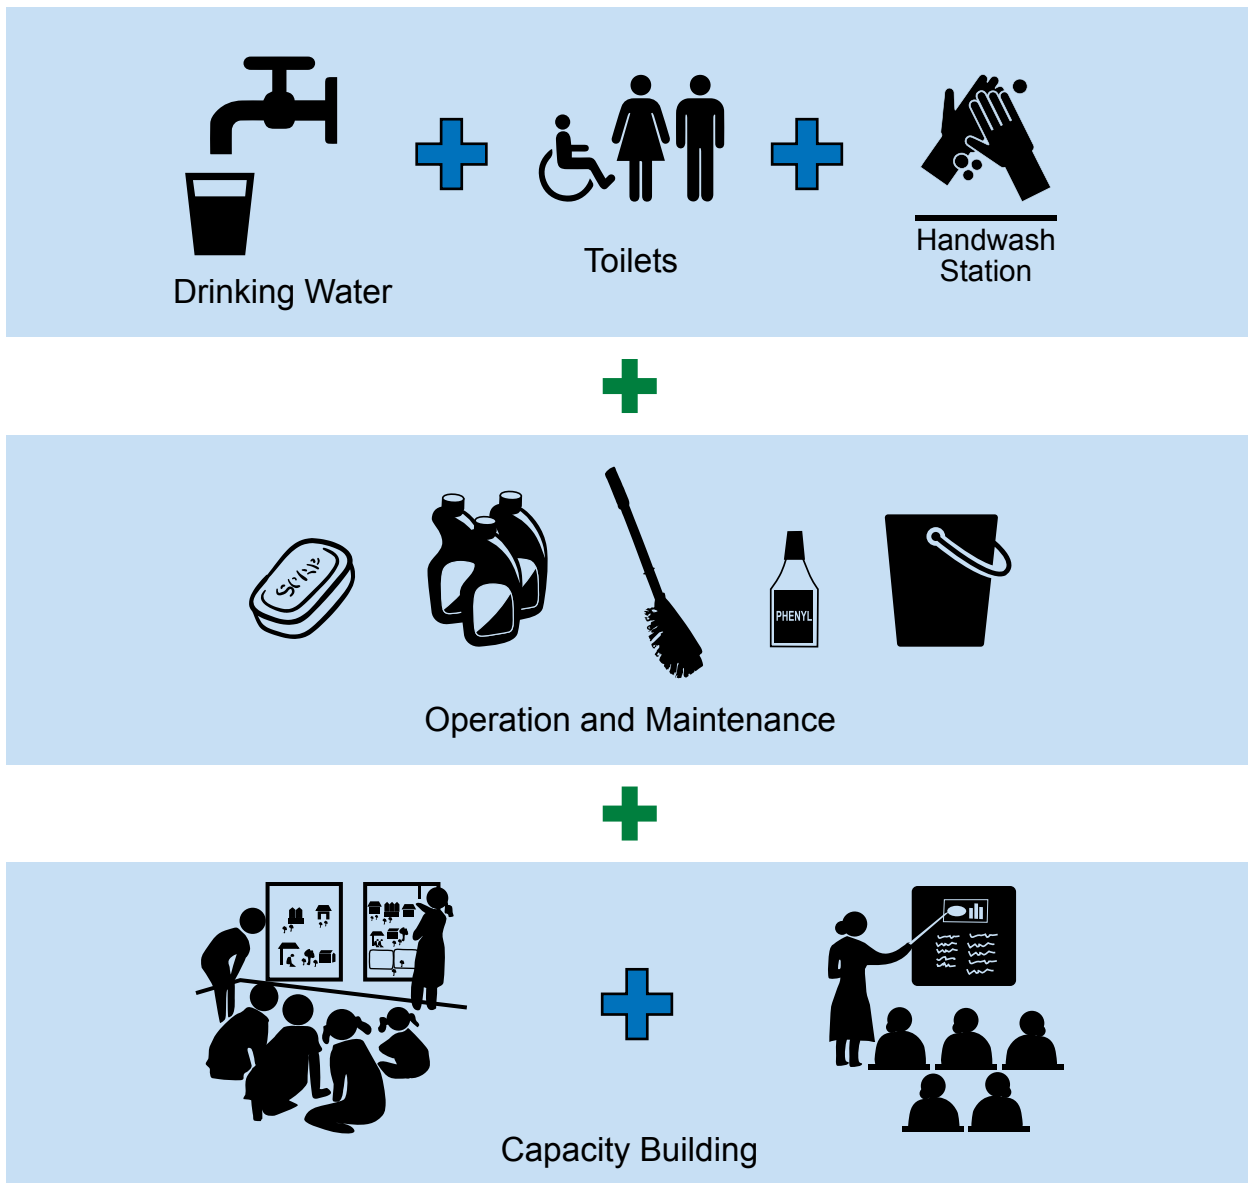 Drinking Water
Toilets
Handwash
Station
SOAP
PHENYL
Operation and Maintenance
Capacity Building